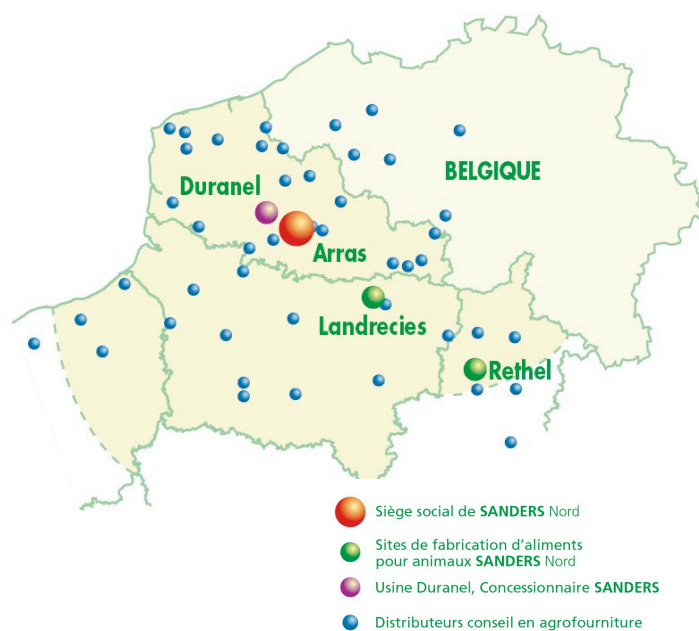 BELGIQUE
Duranel
Arras
Landrecies
Rethel
Siège social de SANDERS Nord
Sites de fabrication d'aliments
pour animaux SANDERS Nord
Usine Duranel, Concessionnaire SANDERS
Distributeurs conseil en agrofourniture